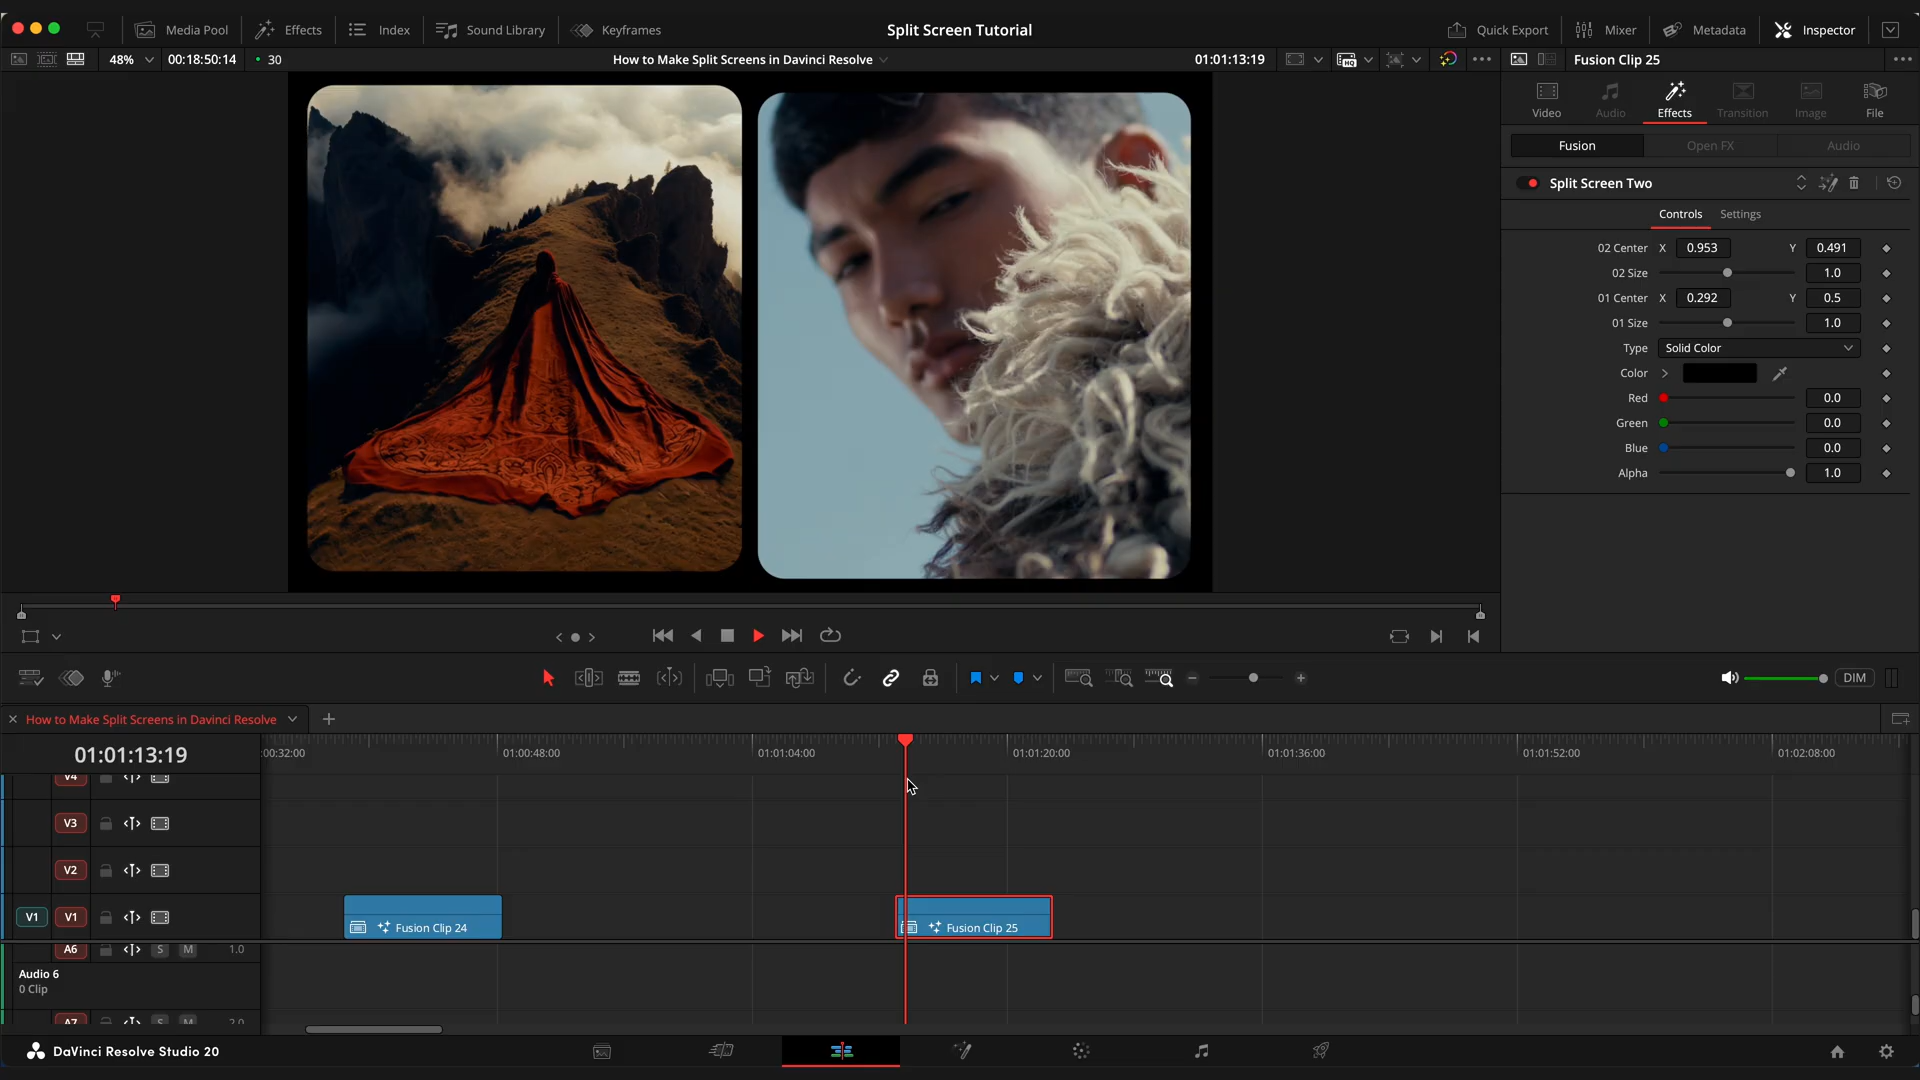 Media Pool Effects Index Sound Library Keyframes Split Screen Tutorial Quick Export Mixer Metadata Inspector
48% 00:18:50:14 30 How to Make Split Screens in Davinci Resolve 01:01:13:19 HQ Fusion Clip 25
Video Audio Effects Transition Image File
Fusion Open FX Audio
Split Screen Two
Controls Settings
02 Center X 0.953 Y 0.491
02 Size 1.0
01 Center X 0.292 Y 0.5
01 Size 1.0
Type Solid Color
Color
Red 0.0
Green 0.0
Blue 0.0
Alpha 1.0
DIM
How to Make Split Screens in Davinci Resolve
01:01:13:19 :00:32:00 01:00:48:00 01:01:04:00 01:01:20:00 01:01:36:00 01:01:52:00 01:02:08:00
V4
V3
V2
V1 V1 Fusion Clip 24 Fusion Clip 25
A6 S M 1.0
Audio 6
0 Clip
A7 S M 2.0
DaVinci Resolve Studio 20